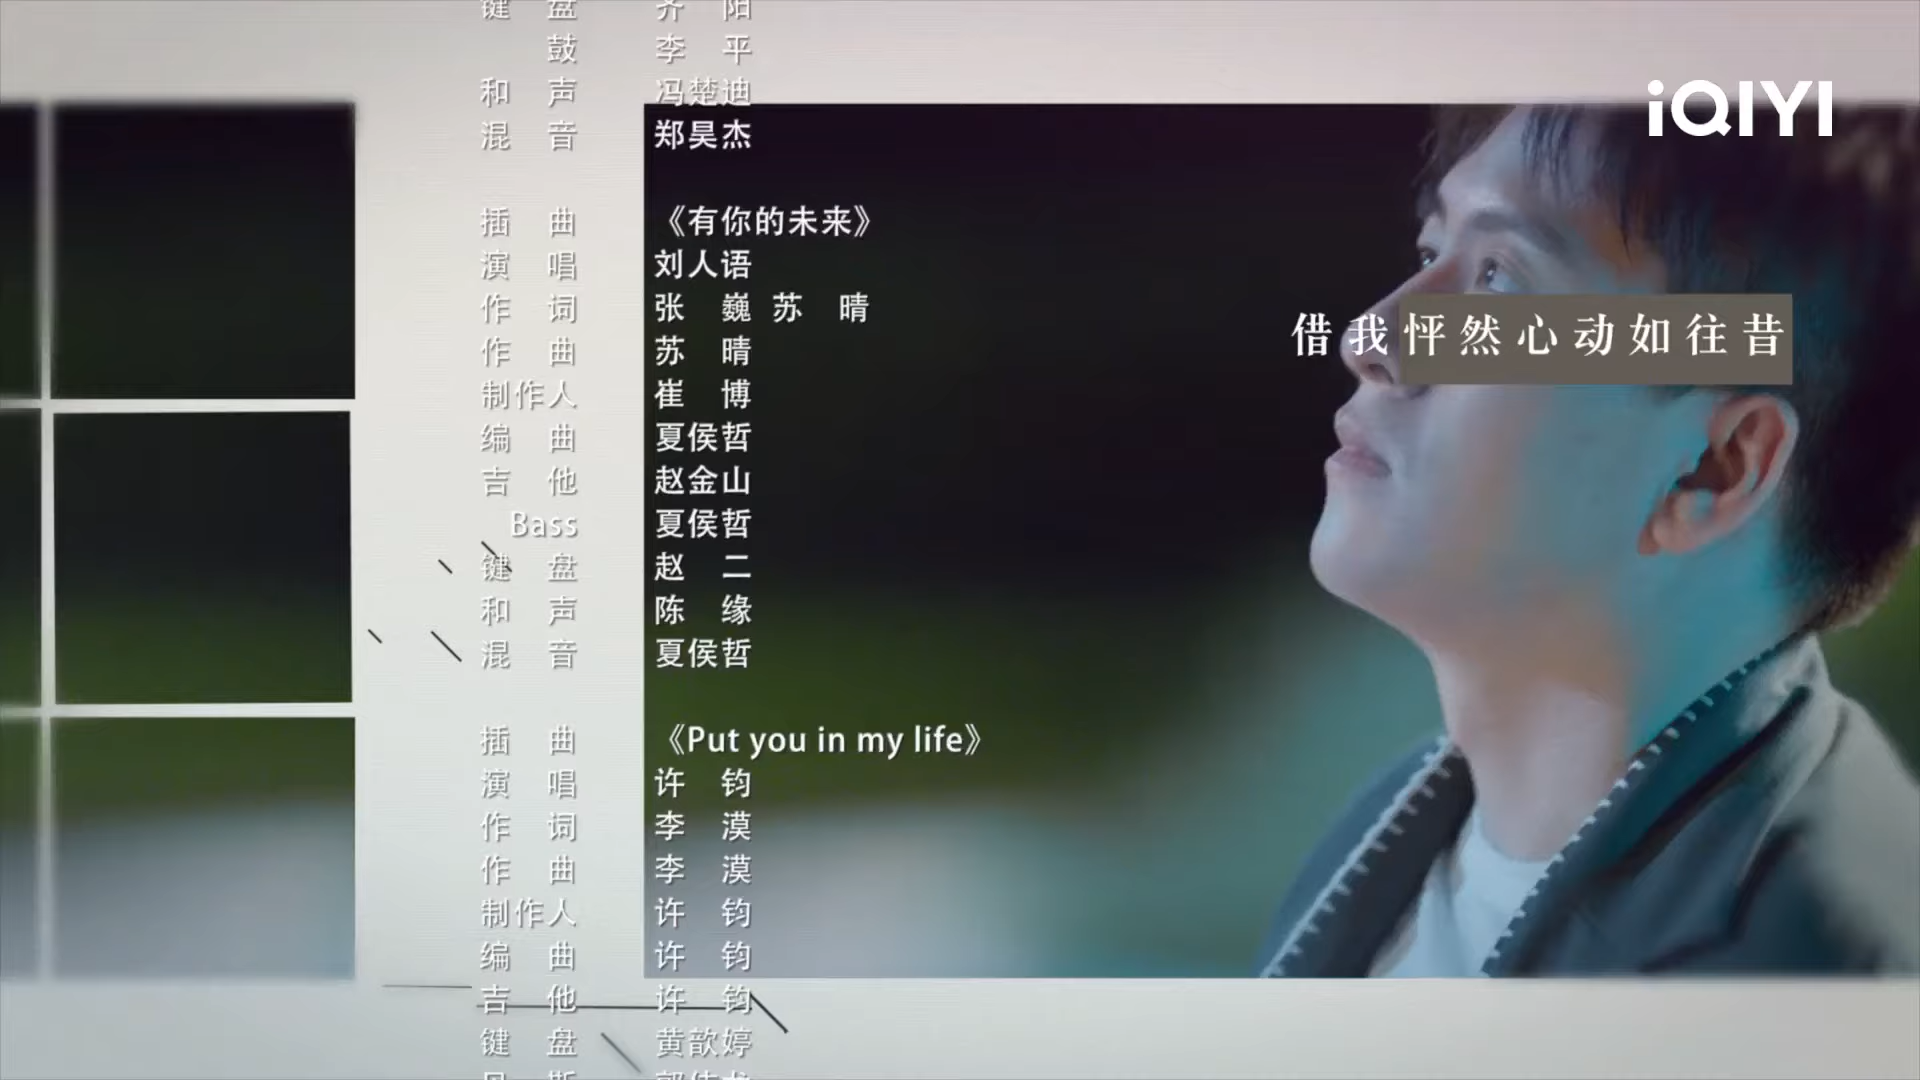 键 盘 齐 阳
鼓 李 平
和 声 冯楚迪
混 音 郑昊杰
iQIYI
插 曲 《有你的未来》
演 唱 刘人语
作 词 张 巍 苏 晴
作 曲 苏 晴
制作人 崔 博
编 曲 夏侯哲
吉 他 赵金山
Bass 夏侯哲
键 盘 赵 二
和 声 陈 缘
混 音 夏侯哲
借我怦然心动如往昔
插 曲 《Put you in my life》
演 唱 许 钧
作 词 李 漠
作 曲 李 漠
制作人 许 钧
编 曲 许 钧
吉 他 许 钧
键 盘 黄歆婷